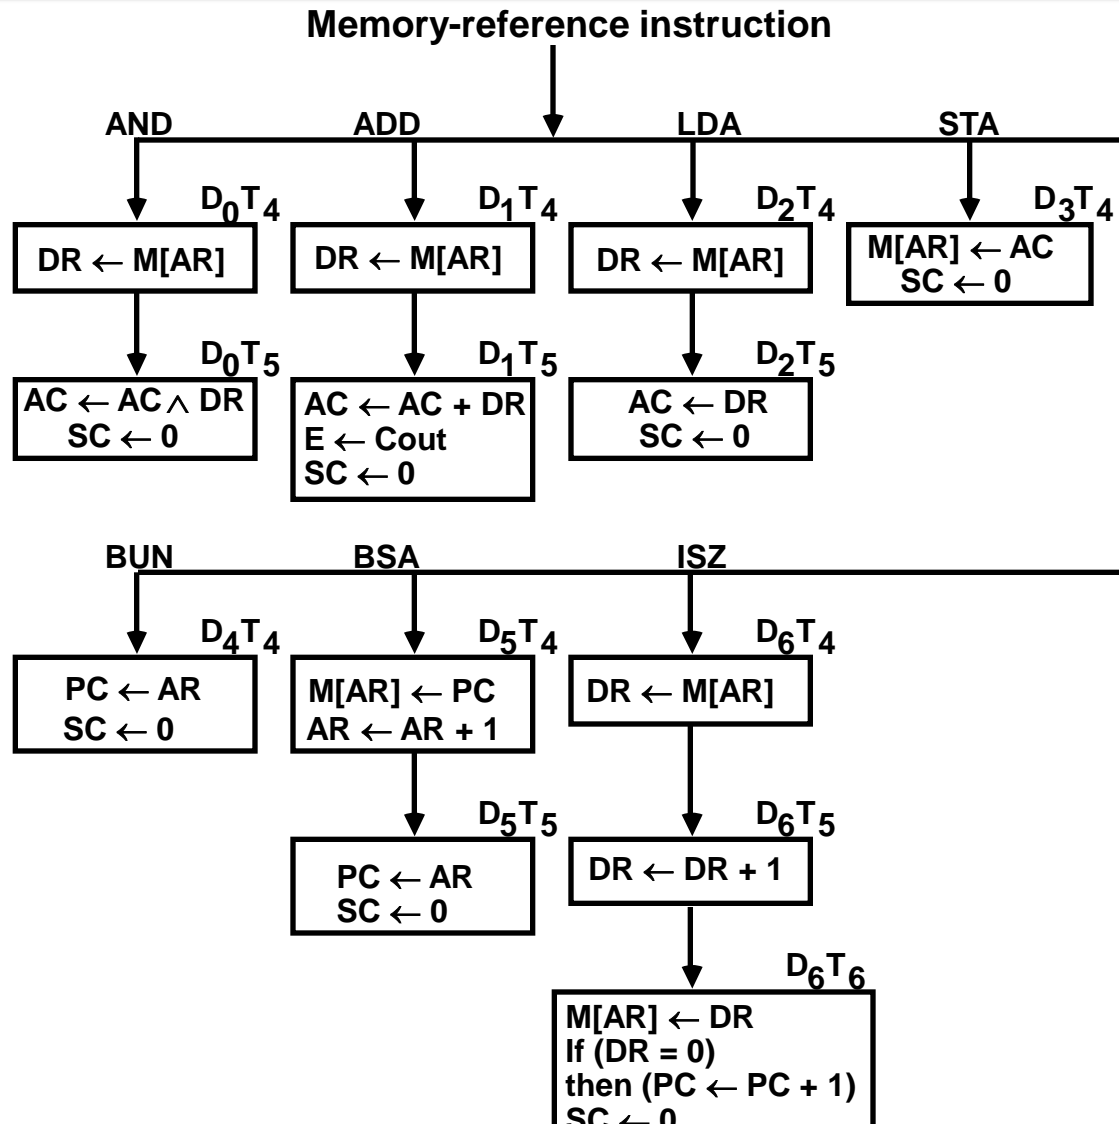 Memory-reference instruction
AND ADD LDA STA
D0T4 D1T4 D2T4 D3T4
DR ← M[AR] DR ← M[AR] DR ← M[AR] M[AR] ← AC
SC ← 0
D0T5 D1T5 D2T5
AC ← AC ∧ DR
SC ← 0
AC ← AC + DR
E ← Cout
SC ← 0
AC ← DR
SC ← 0
BUN BSA ISZ
D4T4 D5T4 D6T4
PC ← AR
SC ← 0
M[AR] ← PC
AR ← AR + 1
DR ← M[AR]
D5T5 D6T5
PC ← AR
SC ← 0
DR ← DR + 1
D6T6
M[AR] ← DR
If (DR = 0)
then (PC ← PC + 1)
SC ← 0